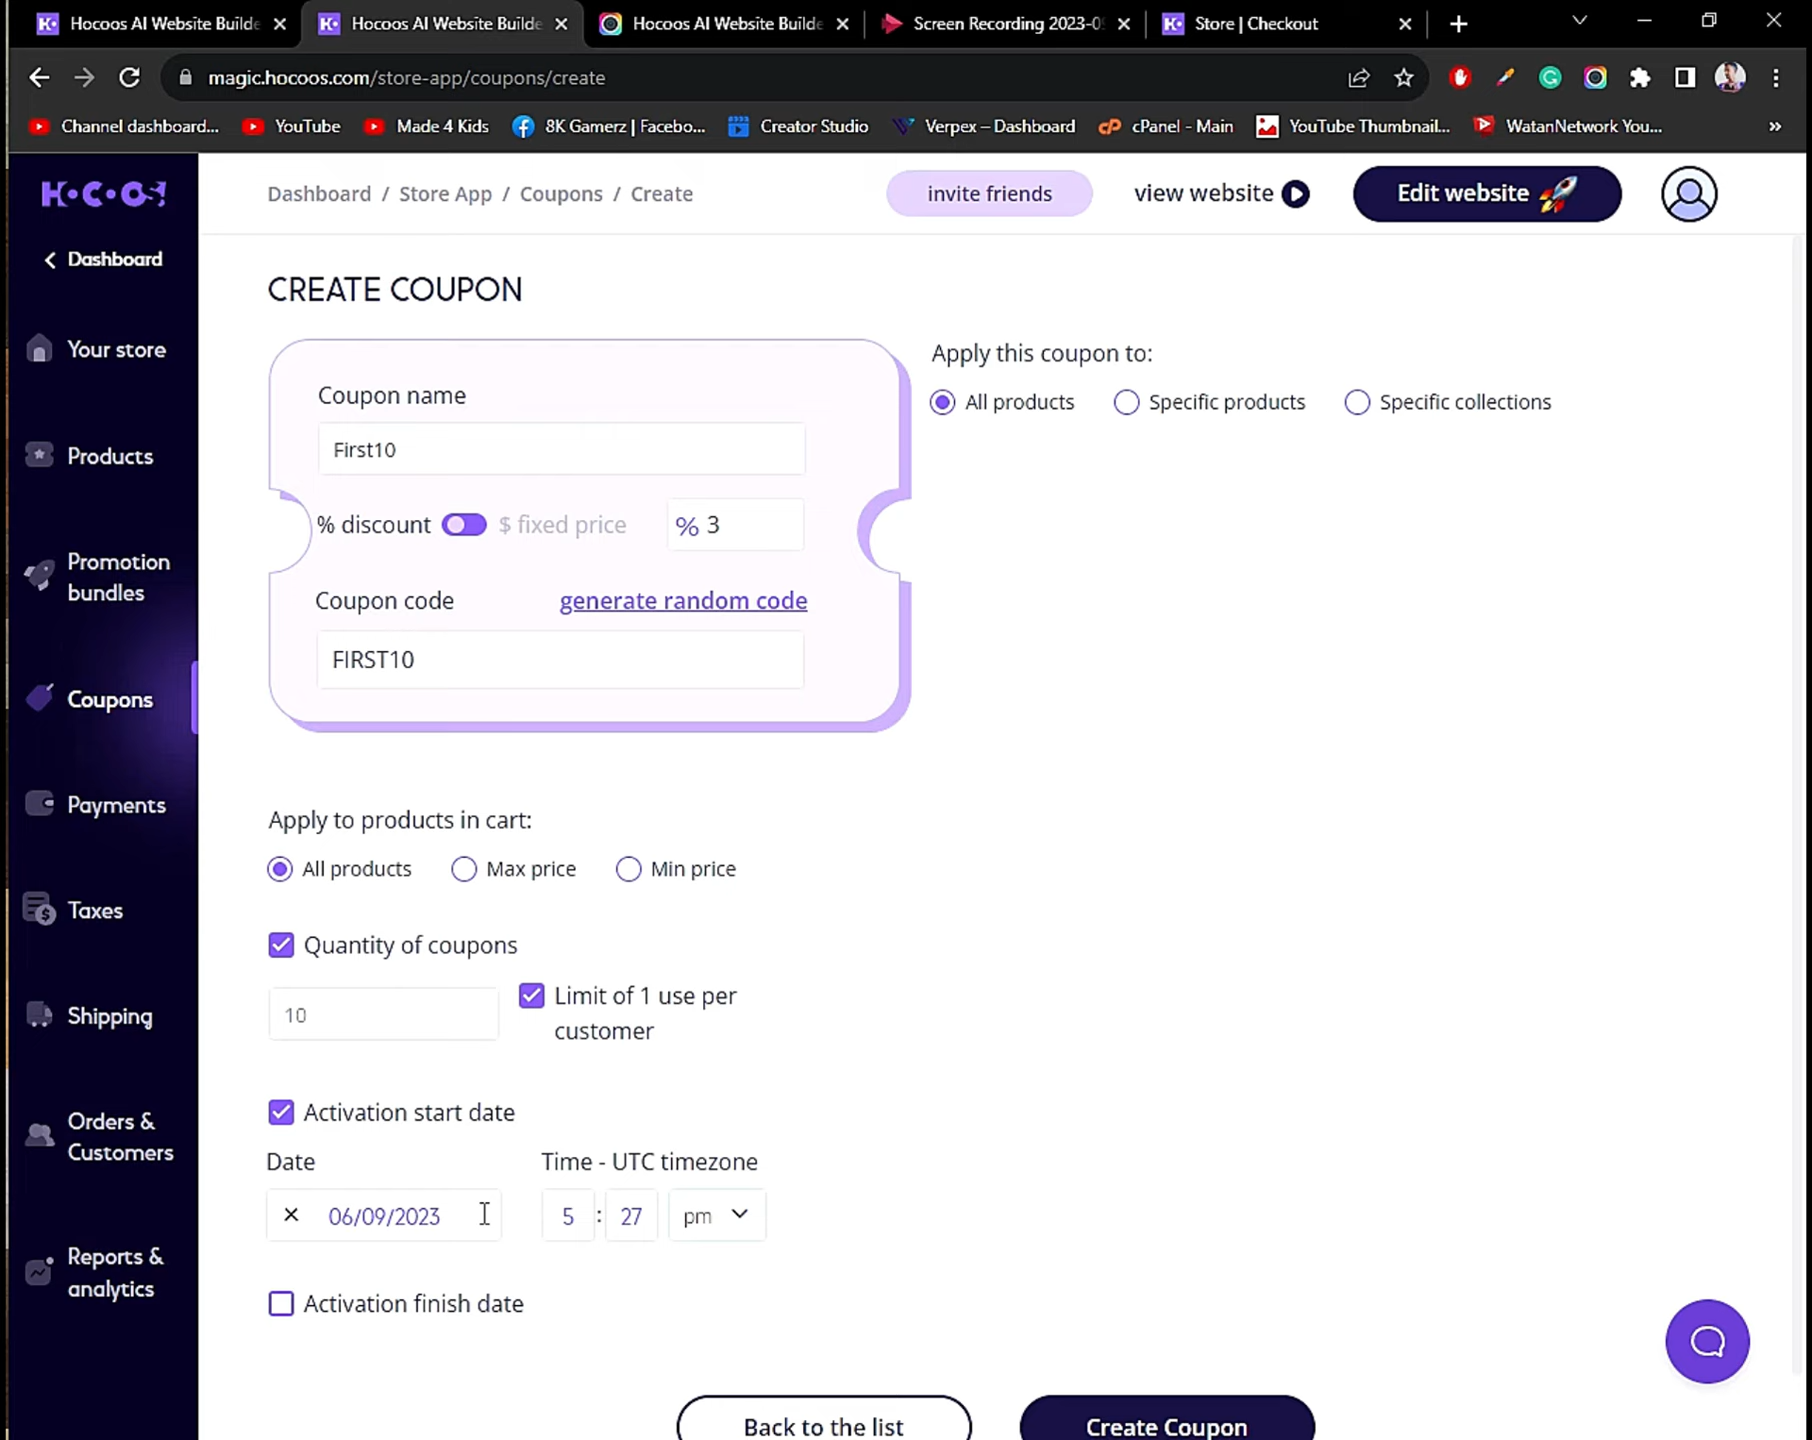 Hocoos AI Website Builde
Hocoos AI Website Builde
Hocoos AI Website Builde
Screen Recording 2023-0
Store | Checkout
magic.hocoos.com/store-app/coupons/create
Channel dashboard...
YouTube
Made 4 Kids
8K Gamerz | Facebo...
Creator Studio
Verpex – Dashboard
cPanel - Main
YouTube Thumbnail...
WatanNetwork You...
»
H·C·OS
Dashboard / Store App / Coupons / Create
invite friends
view website
Edit website
Dashboard
Your store
Products
Promotion
bundles
Coupons
Payments
Taxes
Shipping
Orders &
Customers
Reports &
analytics
CREATE COUPON
Coupon name
First10
% discount
$ fixed price
% 3
Coupon code
generate random code
FIRST10
Apply this coupon to:
All products
Specific products
Specific collections
Apply to products in cart:
All products
Max price
Min price
Quantity of coupons
10
Limit of 1 use per
customer
Activation start date
Date
Time - UTC timezone
06/09/2023
5 : 27
pm
Activation finish date
Back to the list
Create Coupon